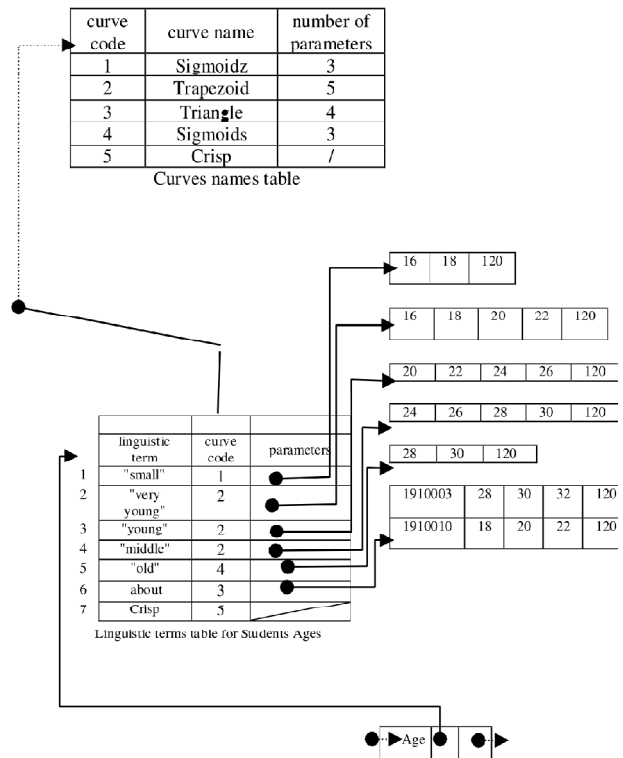 curve code curve name number of parameters
1 Sigmoidz 3
2 Trapezoid 5
3 Triangle 4
4 Sigmoids 3
5 Crisp /
Curves names table
16 18 120
16 18 20 22 120
20 22 24 26 120
24 26 28 30 120
28 30 120
1910003 28 30 32 120
1910010 18 20 22 120
linguistic term curve code parameters
1 "small" 1
2 "very young" 2
3 "young" 2
4 "middle" 2
5 "old" 4
6 about 3
7 Crisp 5
Linguistic terms table for Students Ages
Age